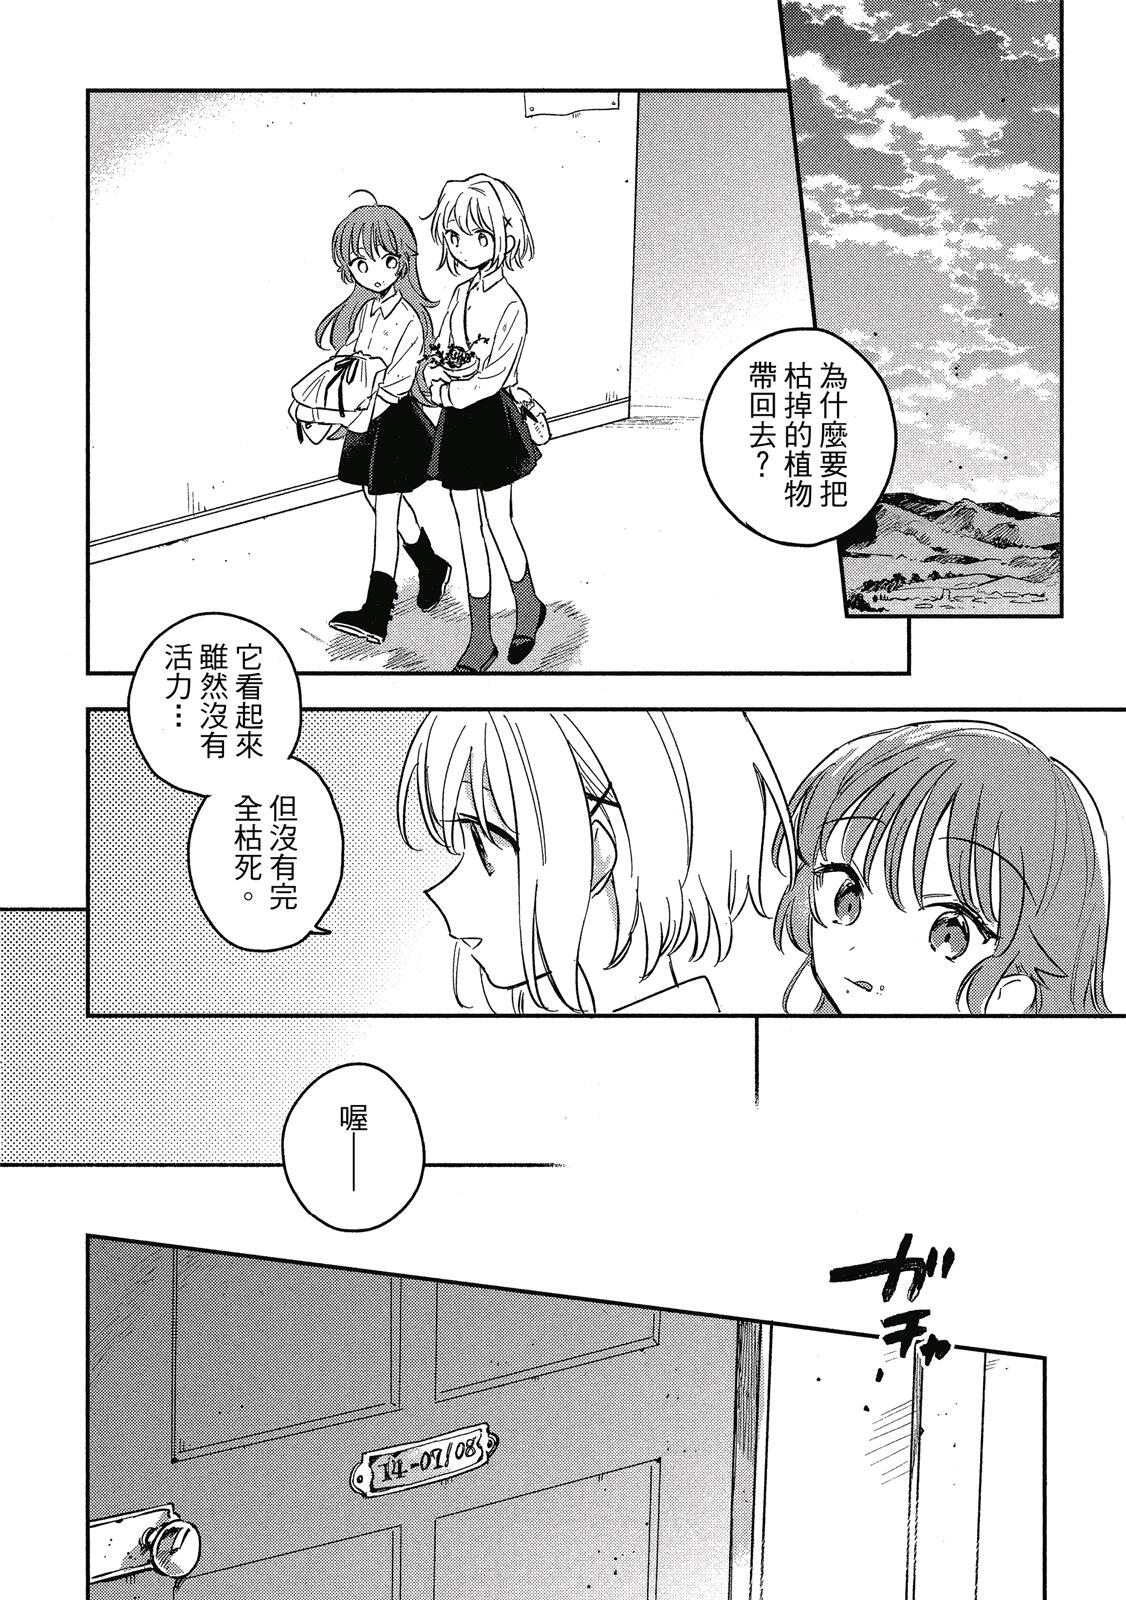 為什麼要把
枯掉的植物
帶回去？
它看起來
雖然沒有
活力…
但沒有完
全枯死。
喔——
ガチャ
14-07/08